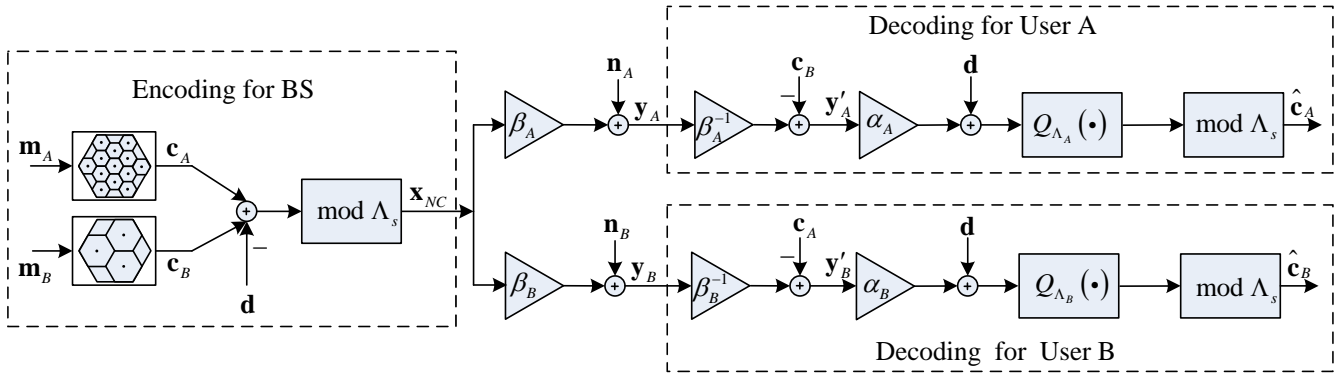 Encoding for BS
m_A
c_A
m_B
c_B
−
d
mod Λ_s
x_NC
β_A
n_A
y_A
β_B
n_B
y_B
Decoding for User A
β_A^{-1}
c_B
−
y′_A
α_A
d
Q_{Λ_A}(•)
mod Λ_s
ĉ_A
β_B^{-1}
c_A
−
y′_B
α_B
d
Q_{Λ_B}(•)
mod Λ_s
ĉ_B
Decoding for User B